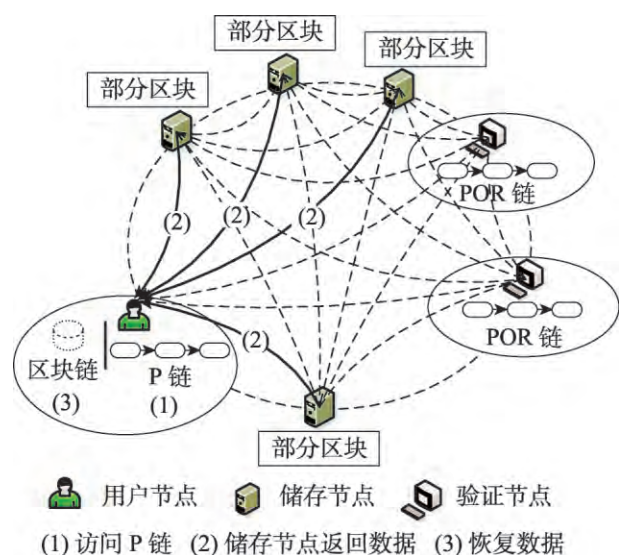 部分区块
部分区块
部分区块
POR 链
(2)
(2)
(2)
POR 链
(2)
区块链
P 链
(3)
(1)
部分区块
用户节点 储存节点 验证节点
(1) 访问 P 链 (2) 储存节点返回数据 (3) 恢复数据